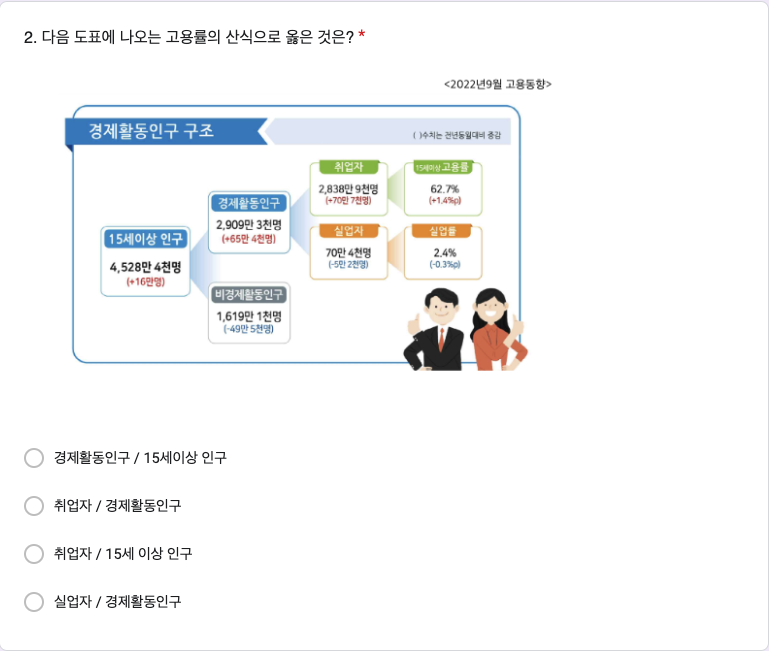 2. 다음 도표에 나오는 고용률의 산식으로 옳은 것은? *
<2022년9월 고용동향>
경제활동인구 구조
( )수치는 전년동월대비 증감
15세이상 인구
4,528만 4천명
(+16만명)
경제활동인구
2,909만 3천명
(+65만 4천명)
비경제활동인구
1,619만 1천명
(-49만 5천명)
취업자
2,838만 9천명
(+70만 7천명)
15세이상 고용률
62.7%
(+1.4%p)
실업자
70만 4천명
(-5만 2천명)
실업률
2.4%
(-0.3%p)
경제활동인구 / 15세이상 인구
취업자 / 경제활동인구
취업자 / 15세 이상 인구
실업자 / 경제활동인구